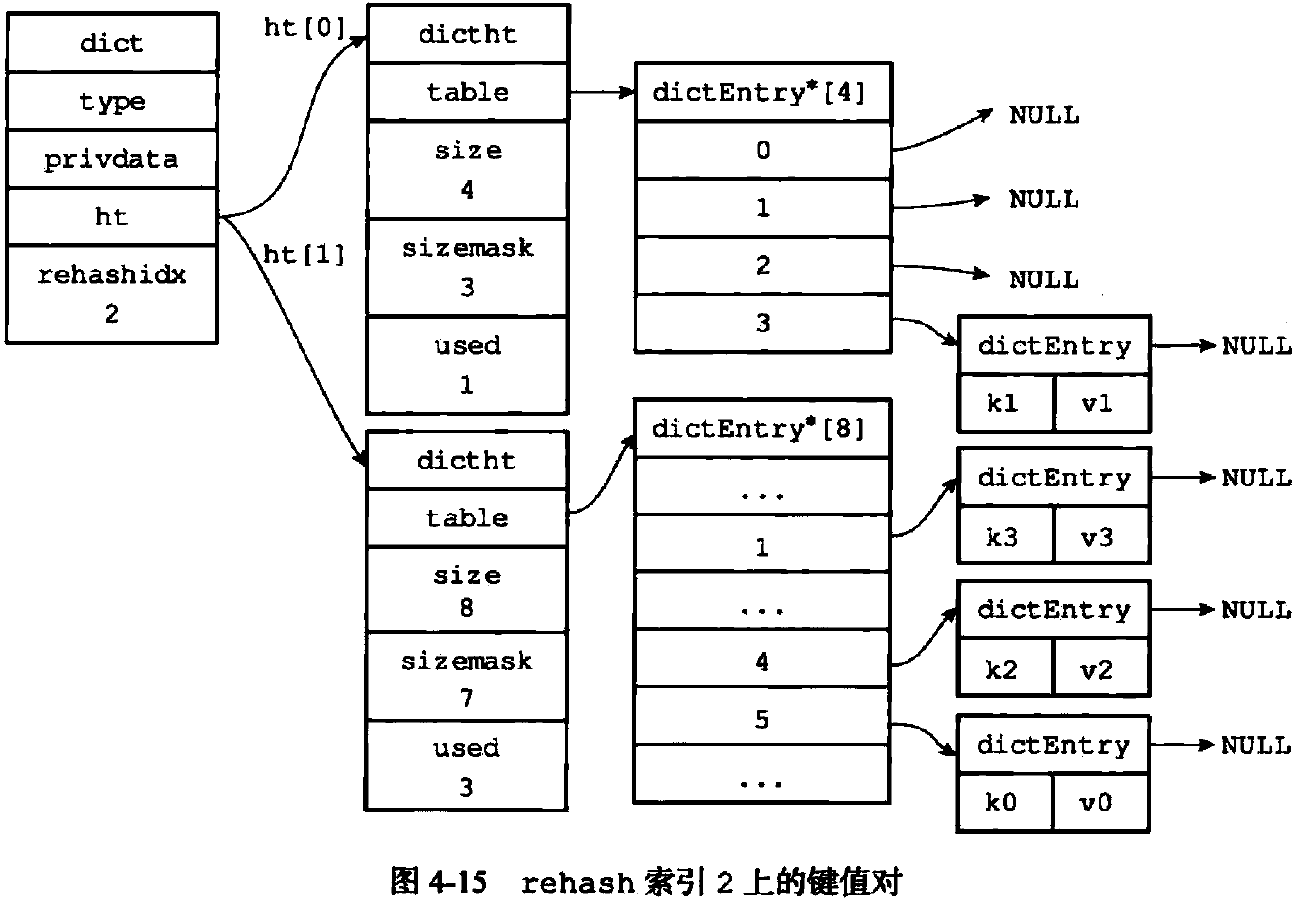 dict
type
privdata
ht
rehashidx
2
ht[0]
ht[1]
dictht
table
size
4
sizemask
3
used
1
dictht
table
size
8
sizemask
7
used
3
dictEntry*[4]
0
1
2
3
NULL
NULL
NULL
dictEntry
k1 v1
NULL
dictEntry*[8]
...
1
...
4
5
...
dictEntry
k3 v3
NULL
dictEntry
k2 v2
NULL
dictEntry
k0 v0
NULL
图 4-15 rehash 索引 2 上的键值对